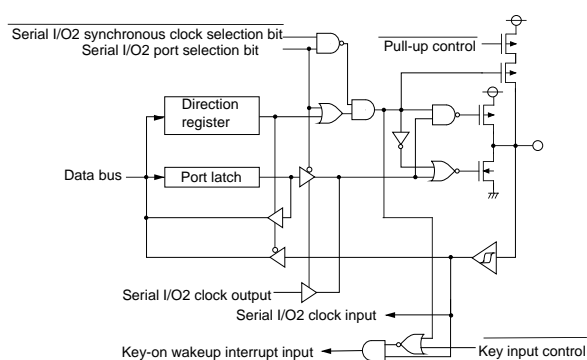 Serial I/O2 synchronous clock selection bit
Serial I/O2 port selection bit
Pull-up control
Direction
register
Data bus
Port latch
Serial I/O2 clock output
Serial I/O2 clock input
Key-on wakeup interrupt input
Key input control